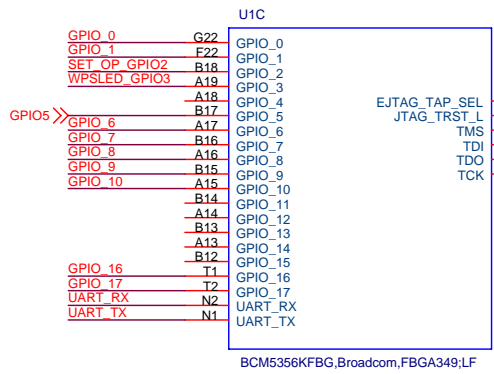 U1C
GPIO_0 G22 GPIO_0
GPIO_1 F22 GPIO_1
SET_OP_GPIO2 B18 GPIO_2
WPSLED_GPIO3 A19 GPIO_3
A18 GPIO_4 EJTAG_TAP_SEL
GPIO5 B17 GPIO_5 JTAG_TRST_L
GPIO_6 A17 GPIO_6 TMS
GPIO_7 B16 GPIO_7 TDI
GPIO_8 A16 GPIO_8 TDO
GPIO_9 B15 GPIO_9 TCK
GPIO_10 A15 GPIO_10
B14 GPIO_11
A14 GPIO_12
B13 GPIO_13
A13 GPIO_14
B12 GPIO_15
GPIO_16 T1 GPIO_16
GPIO_17 T2 GPIO_17
UART_RX N2 UART_RX
UART_TX N1 UART_TX
BCM5356KFBG,Broadcom,FBGA349;LF